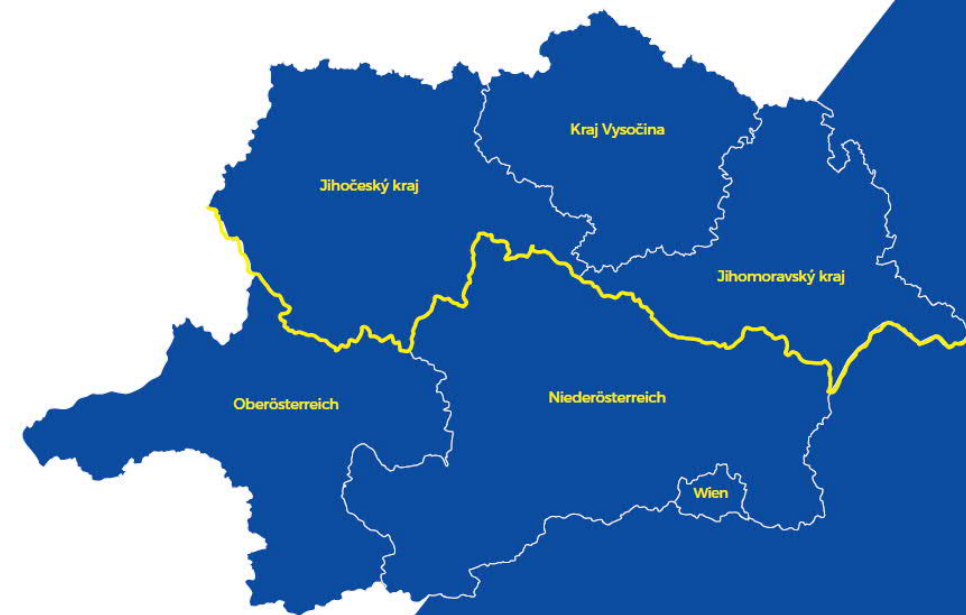 Kraj Vysočina
Jihočeský kraj
Jihomoravský kraj
Niederösterreich
Oberösterreich
Wien